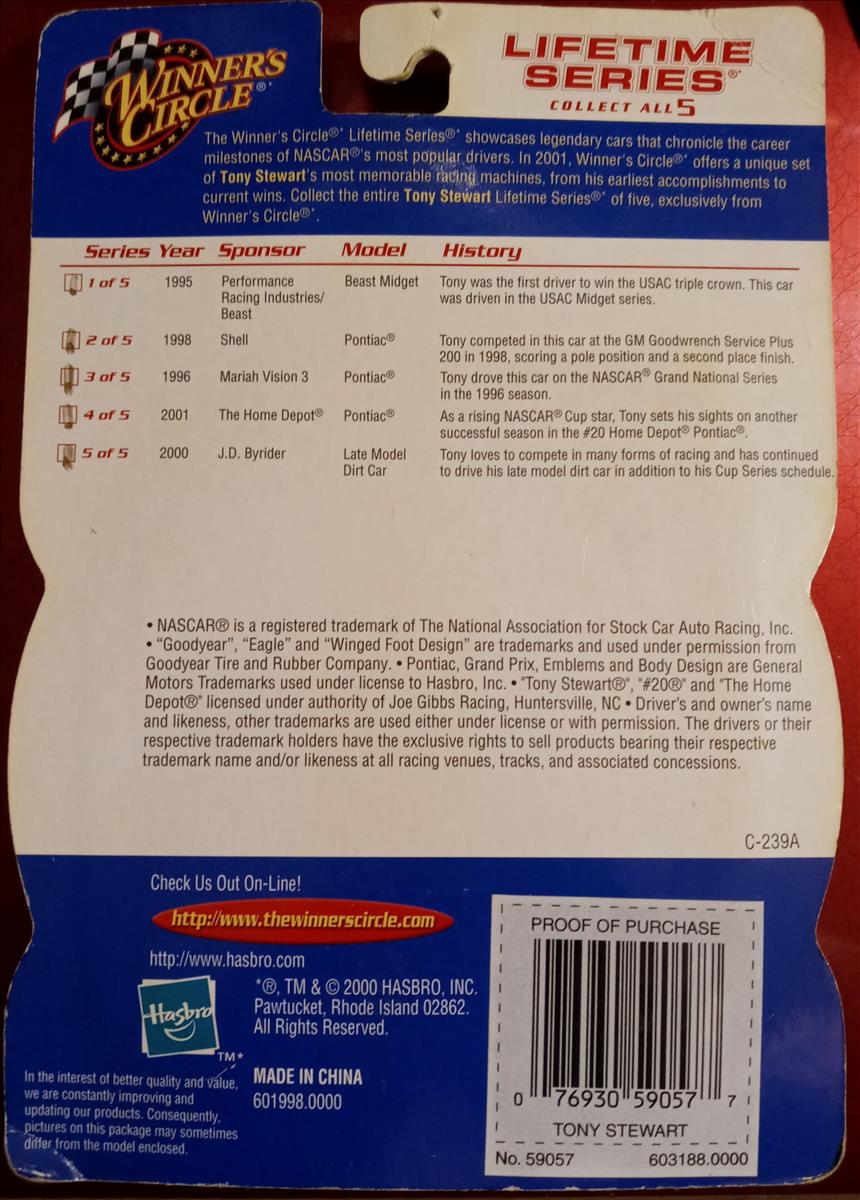 WINNER'S
CIRCLE®*
LIFETIME
SERIES®*
COLLECT ALL 5
The Winner's Circle®* Lifetime Series®* showcases legendary cars that chronicle the career
milestones of NASCAR®'s most popular drivers. In 2001, Winner's Circle®* offers a unique set
of Tony Stewart's most memorable racing machines, from his earliest accomplishments to
current wins. Collect the entire Tony Stewart Lifetime Series®* of five, exclusively from
Winner's Circle®*.
Series Year Sponsor Model History
1 of 5 1995 Performance Beast Midget Tony was the first driver to win the USAC triple crown. This car
Racing Industries/ was driven in the USAC Midget series.
Beast
2 of 5 1998 Shell Pontiac® Tony competed in this car at the GM Goodwrench Service Plus
200 in 1998, scoring a pole position and a second place finish.
3 of 5 1996 Mariah Vision 3 Pontiac® Tony drove this car on the NASCAR® Grand National Series
in the 1996 season.
4 of 5 2001 The Home Depot® Pontiac® As a rising NASCAR® Cup star, Tony sets his sights on another
successful season in the #20 Home Depot® Pontiac®.
5 of 5 2000 J.D. Byrider Late Model Tony loves to compete in many forms of racing and has continued
Dirt Car to drive his late model dirt car in addition to his Cup Series schedule.
• NASCAR® is a registered trademark of The National Association for Stock Car Auto Racing, Inc.
• “Goodyear”, “Eagle” and “Winged Foot Design” are trademarks and used under permission from
Goodyear Tire and Rubber Company. • Pontiac, Grand Prix, Emblems and Body Design are General
Motors Trademarks used under license to Hasbro, Inc. • "Tony Stewart®", "#20®" and "The Home
Depot®" licensed under authority of Joe Gibbs Racing, Huntersville, NC • Driver's and owner's name
and likeness, other trademarks are used either under license or with permission. The drivers or their
respective trademark holders have the exclusive rights to sell products bearing their respective
trademark name and/or likeness at all racing venues, tracks, and associated concessions.
C-239A
Check Us Out On-Line!
http://www.thewinnerscircle.com
http://www.hasbro.com
Hasbro
TM*
*®, TM & © 2000 HASBRO, INC.
Pawtucket, Rhode Island 02862.
All Rights Reserved.
In the interest of better quality and value,
we are constantly improving and
updating our products. Consequently,
pictures on this package may sometimes
differ from the model enclosed.
MADE IN CHINA
601998.0000
PROOF OF PURCHASE
0 76930 59057 7
TONY STEWART
No. 59057 603188.0000